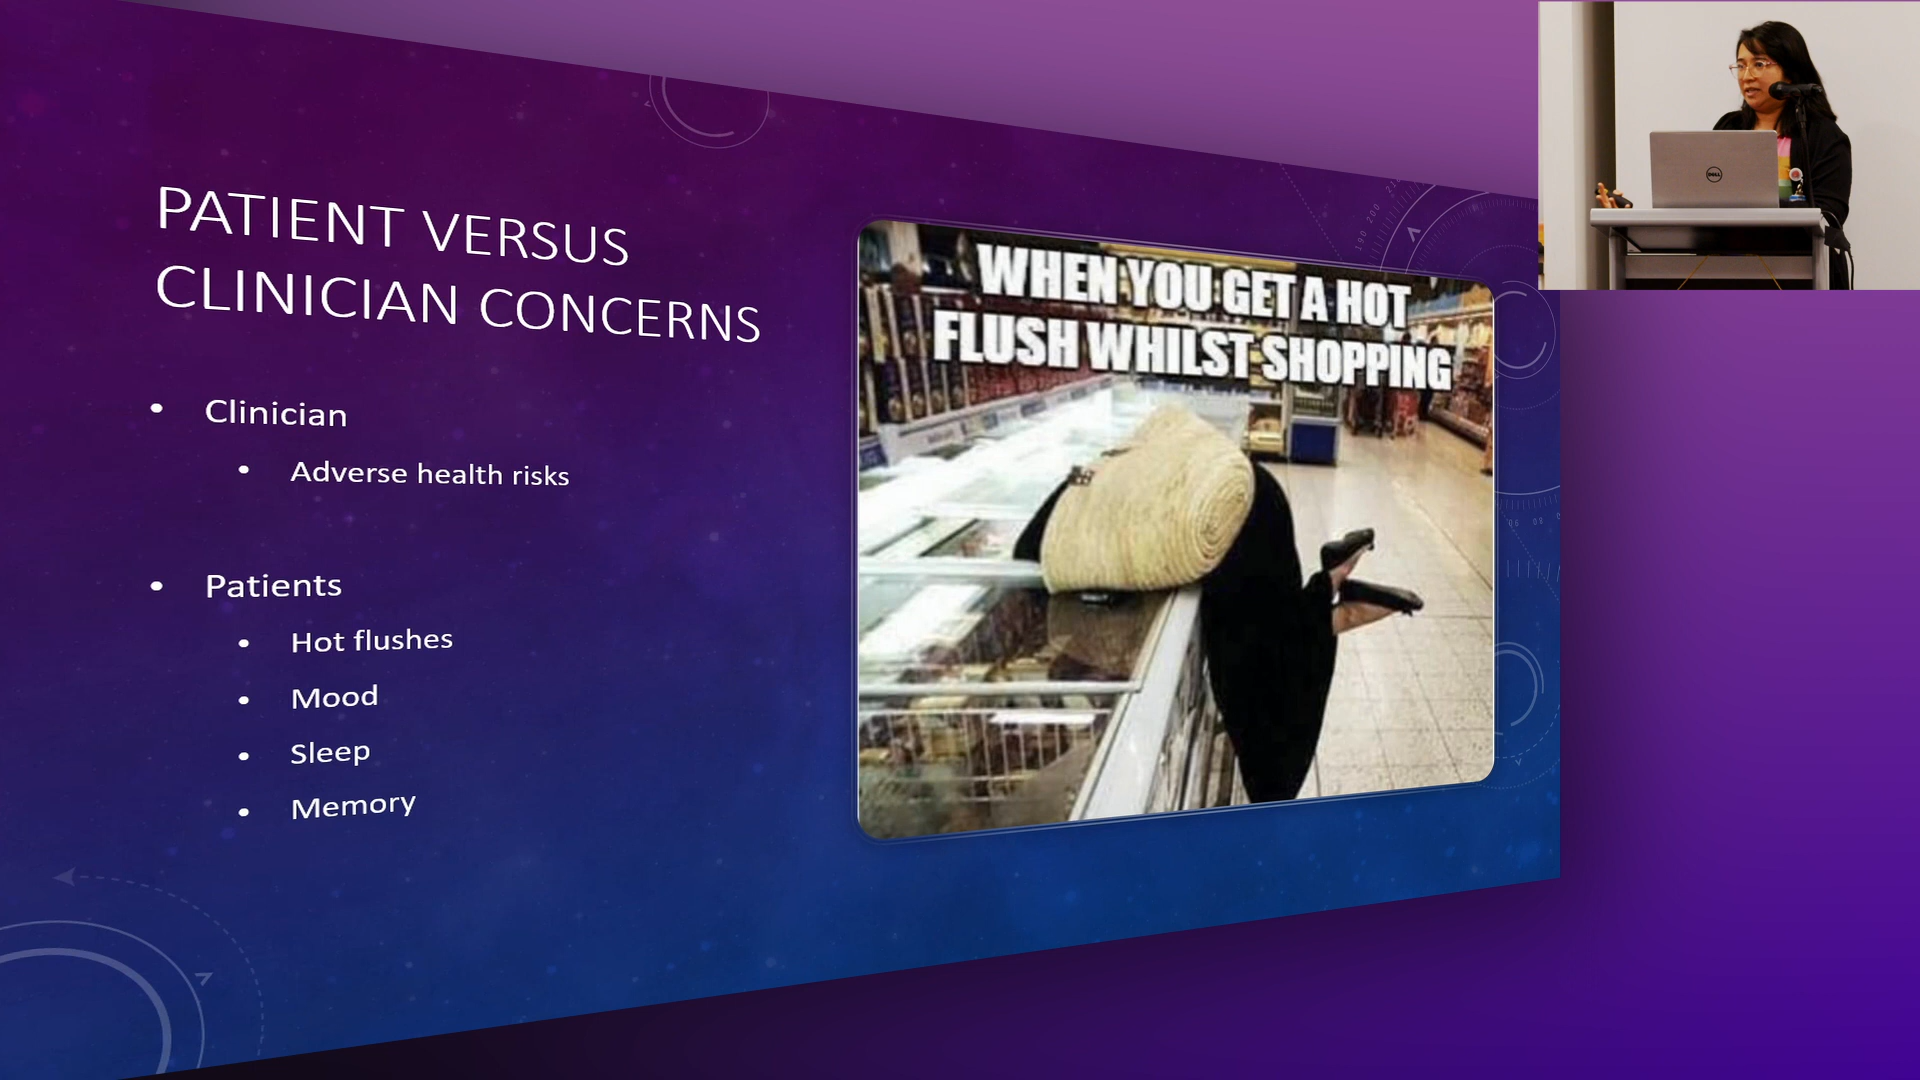 PATIENT VERSUS
CLINICIAN CONCERNS
• Clinician
• Adverse health risks
• Patients
• Hot flushes
• Mood
• Sleep
• Memory
WHEN YOU GET A HOT
FLUSH WHILST SHOPPING
DELL